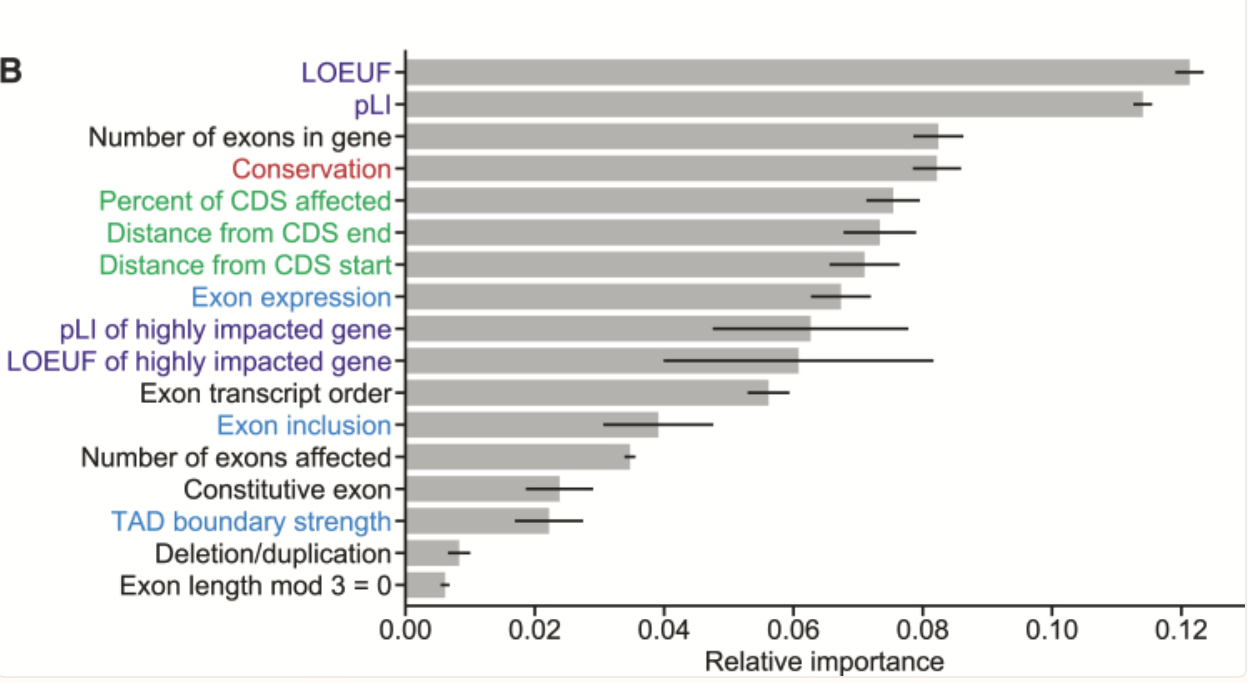 B
LOEUF
pLI
Number of exons in gene
Conservation
Percent of CDS affected
Distance from CDS end
Distance from CDS start
Exon expression
pLI of highly impacted gene
LOEUF of highly impacted gene
Exon transcript order
Exon inclusion
Number of exons affected
Constitutive exon
TAD boundary strength
Deletion/duplication
Exon length mod 3 = 0
0.00 0.02 0.04 0.06 0.08 0.10 0.12
Relative importance